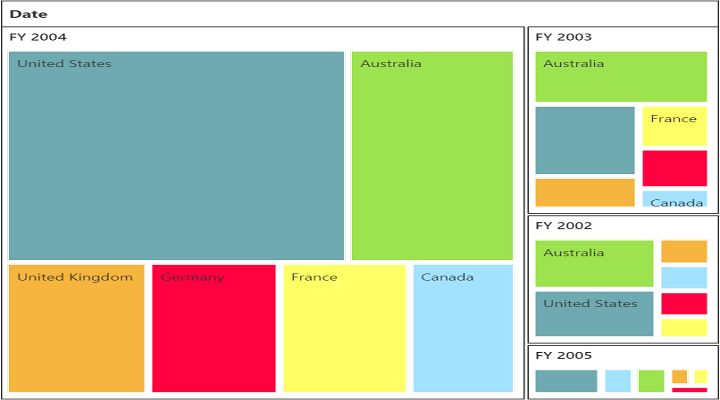 Date
FY 2004
United States
Australia
United Kingdom
Germany
France
Canada
FY 2003
Australia
France
Canada
FY 2002
Australia
United States
FY 2005